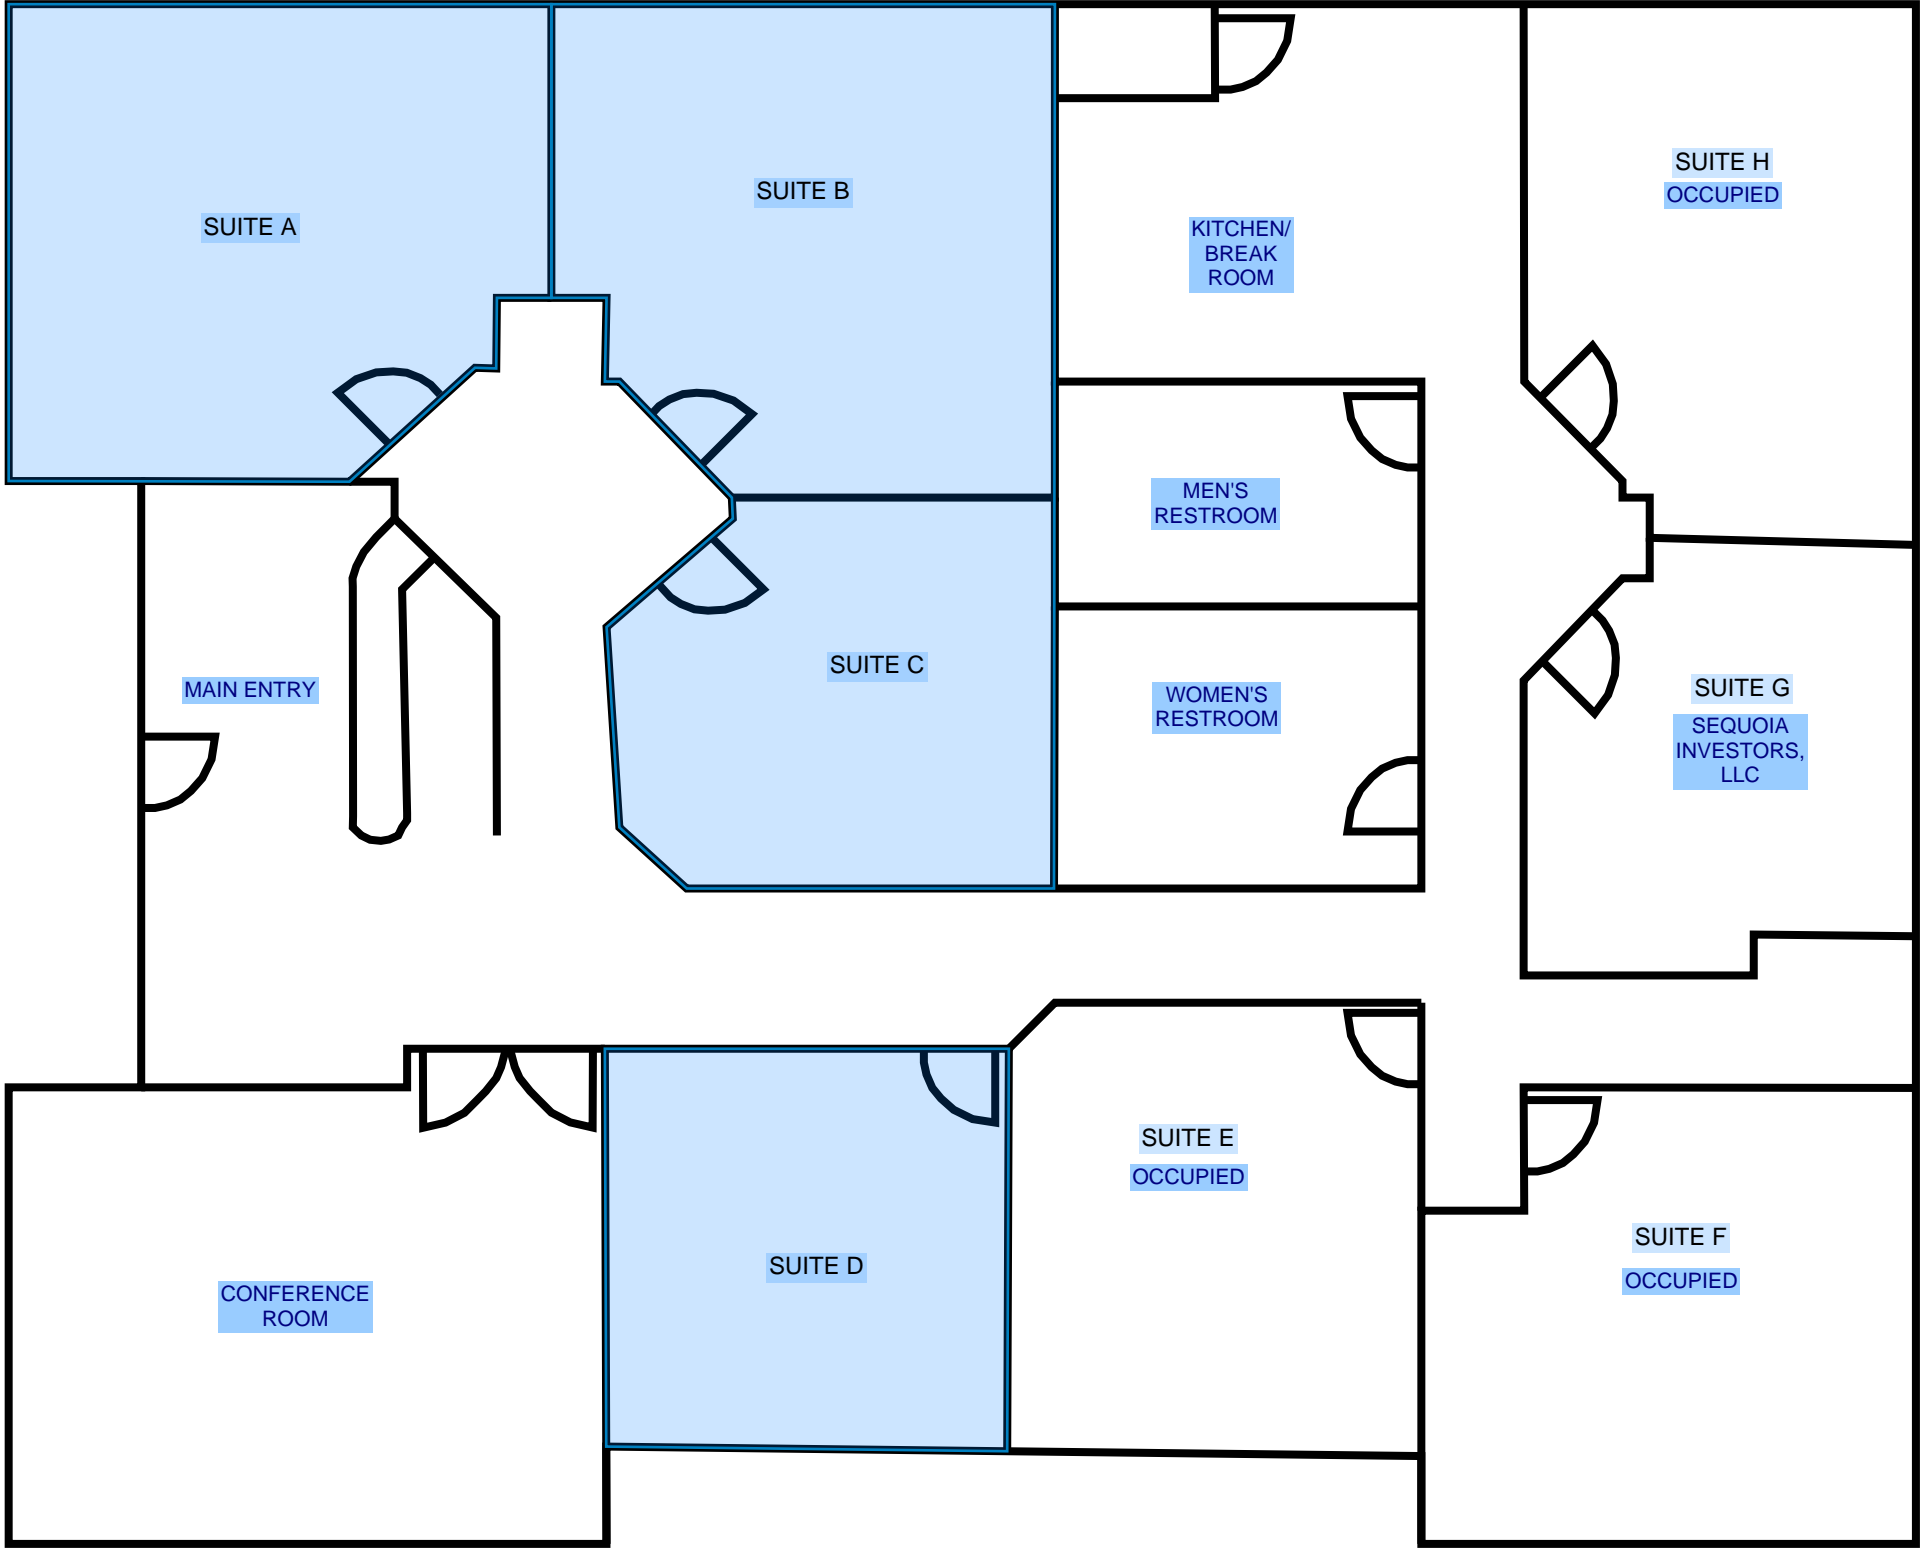 SUITE A
SUITE B
KITCHEN/
BREAK
ROOM
SUITE H
OCCUPIED
MEN'S
RESTROOM
MAIN ENTRY
SUITE C
WOMEN'S
RESTROOM
SUITE G
SEQUOIA
INVESTORS,
LLC
CONFERENCE
ROOM
SUITE D
SUITE E
OCCUPIED
SUITE F
OCCUPIED